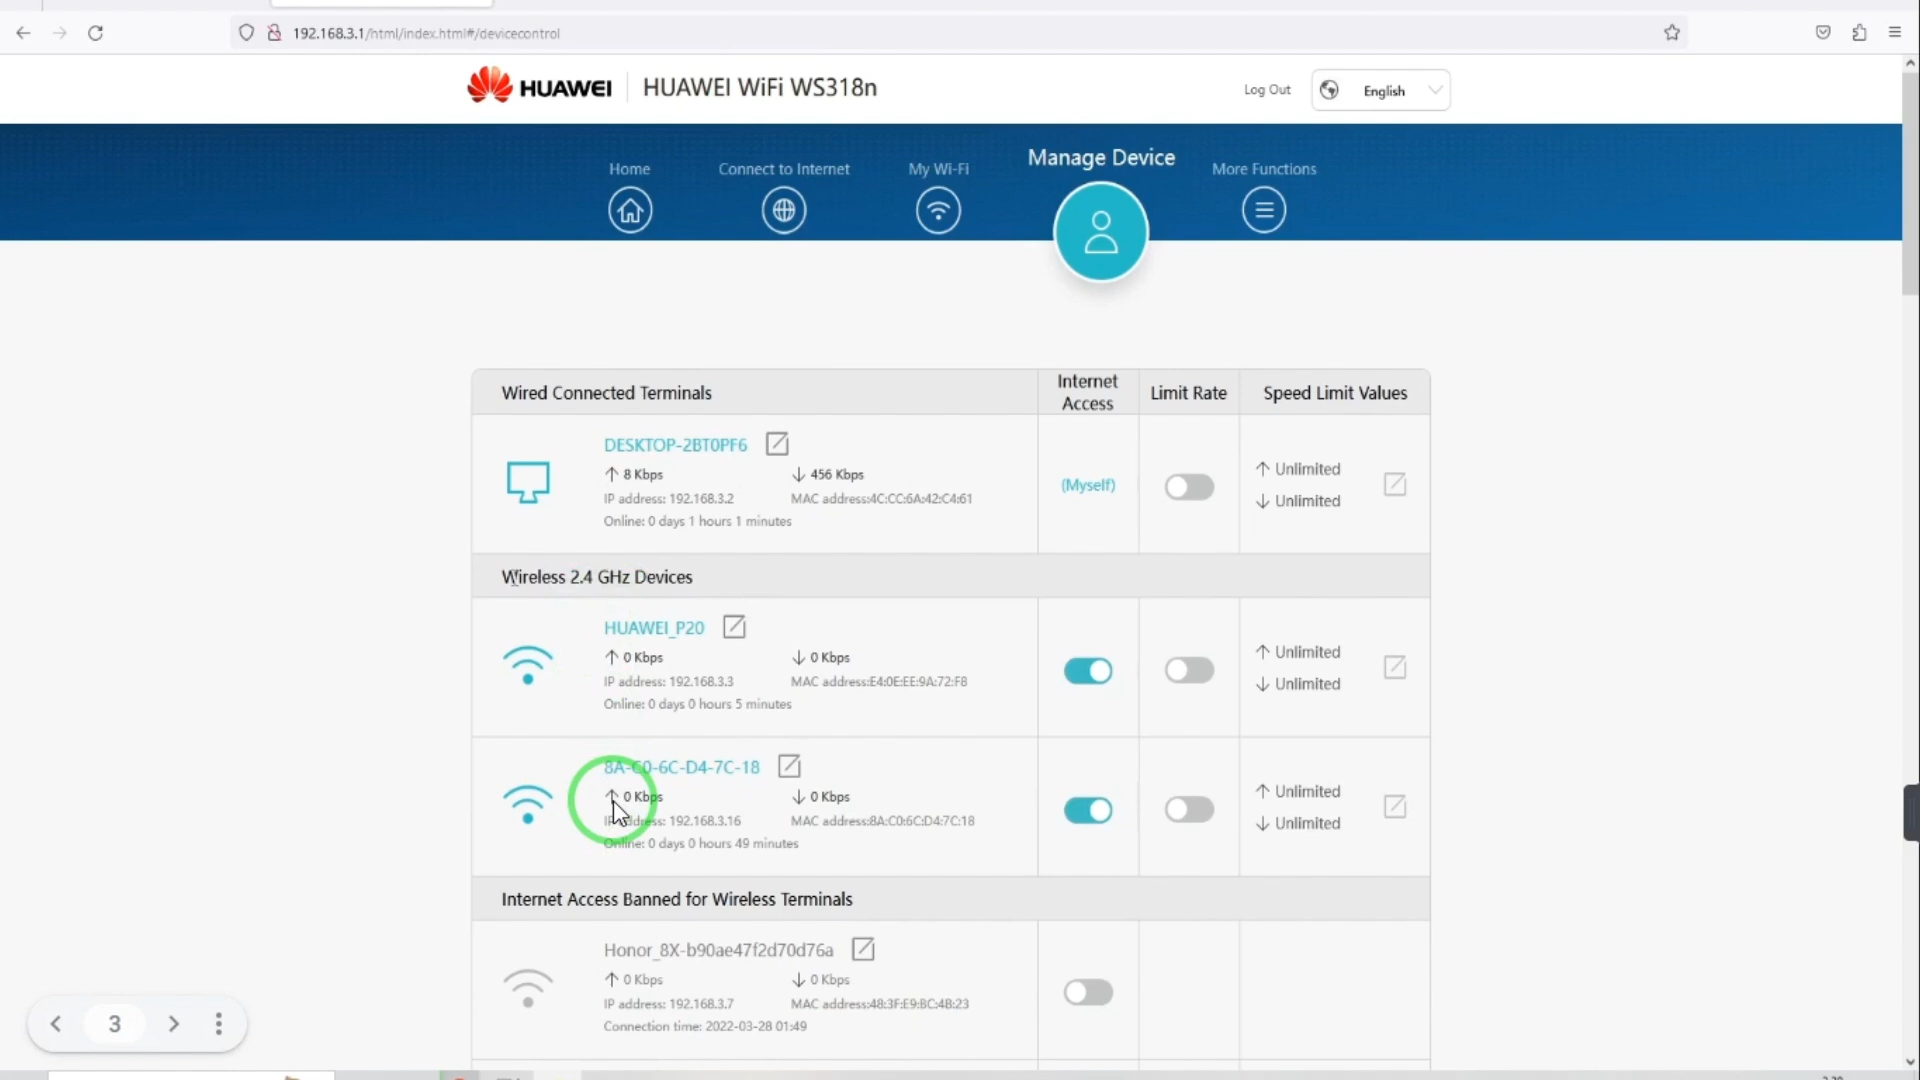 192.168.3.1/html/index.html#/devicecontrol
HUAWEI
HUAWEI WiFi WS318n
Log Out
English
Home
Connect to Internet
My Wi-Fi
Manage Device
More Functions
Wired Connected Terminals
Internet Access
Limit Rate
Speed Limit Values
DESKTOP-2BT0PF6
↑ 8 Kbps
↓ 456 Kbps
IP address: 192.168.3.2
MAC address:4C:CC:6A:42:C4:61
Online: 0 days 1 hours 1 minutes
(Myself)
↑ Unlimited
↓ Unlimited
Wireless 2.4 GHz Devices
HUAWEI_P20
↑ 0 Kbps
↓ 0 Kbps
IP address: 192.168.3.3
MAC address:E4:0E:EE:9A:72:F8
Online: 0 days 0 hours 5 minutes
↑ Unlimited
↓ Unlimited
8A-C0-6C-D4-7C-18
↑ 0 Kbps
↓ 0 Kbps
IP address: 192.168.3.16
MAC address:8A:C0:6C:D4:7C:18
Online: 0 days 0 hours 49 minutes
↑ Unlimited
↓ Unlimited
Internet Access Banned for Wireless Terminals
Honor_8X-b90ae47f2d70d76a
↑ 0 Kbps
↓ 0 Kbps
IP address: 192.168.3.7
MAC address:48:3F:E9:BC:4B:23
Connection time: 2022-03-28 01:49
3